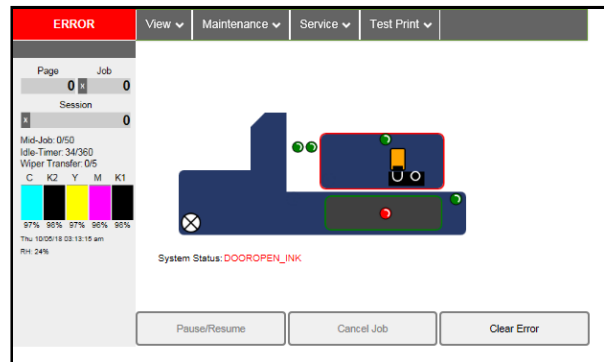 ERROR
View Maintenance Service Test Print
Page Job
0 x 0
Session
x 0
Mid-Job: 0/50
Idle-Timer: 34/360
Wiper Transfer: 0/5
C K2 Y M K1
97% 96% 97% 96% 96%
Thu 10/05/18 03:13:15 am
RH: 24%
System Status: DOOROPEN_INK
Pause/Resume Cancel Job Clear Error